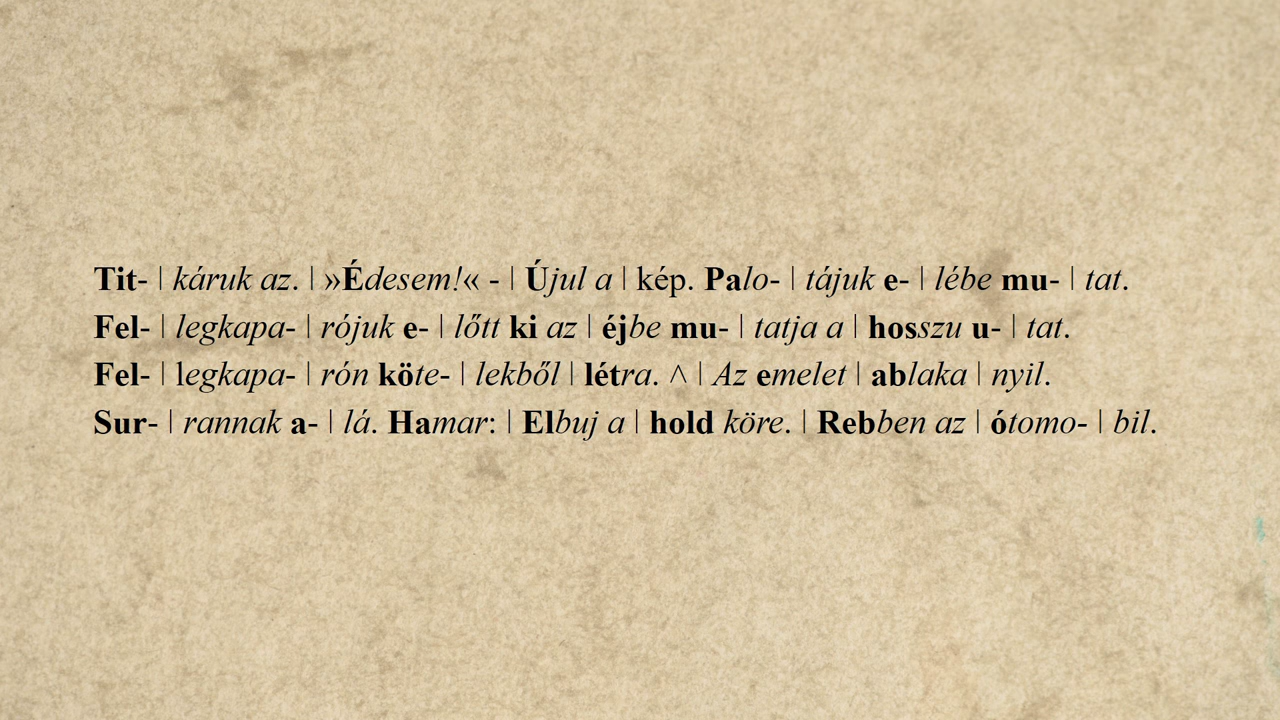 Tit- | káruk az. | »Édesem!« - | Újul a | kép. Palo- | tájuk e- | lébe mu- | tat.
Fel- | legkapa- | rójuk e- | lőtt ki az | éjbe mu- | tatja a | hosszu u- | tat.
Fel- | legkapa- | rón köte- | lekből | létra. ^ | Az emelet | ablaka | nyil.
Sur- | rannak a- | lá. Hamar: | Elbuj a | hold köre. | Rebben az | ótomo- | bil.